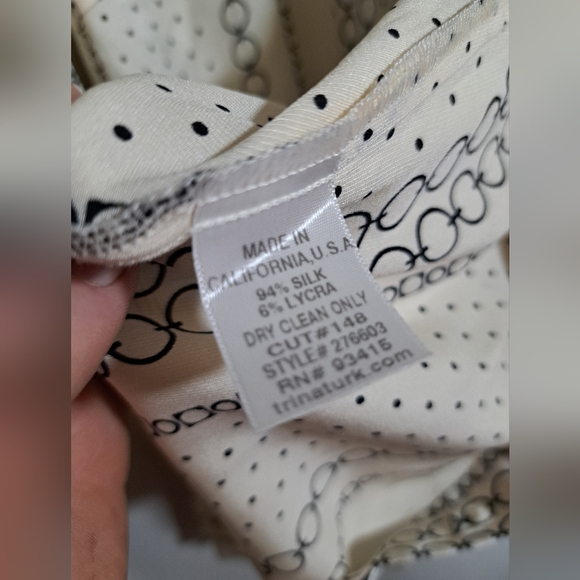 MADE IN
CALIFORNIA, U.S.A
94% SILK
6% LYCRA
DRY CLEAN ONLY
CUT# 148
STYLE# 276603
RN# 93415
trinaturk.com